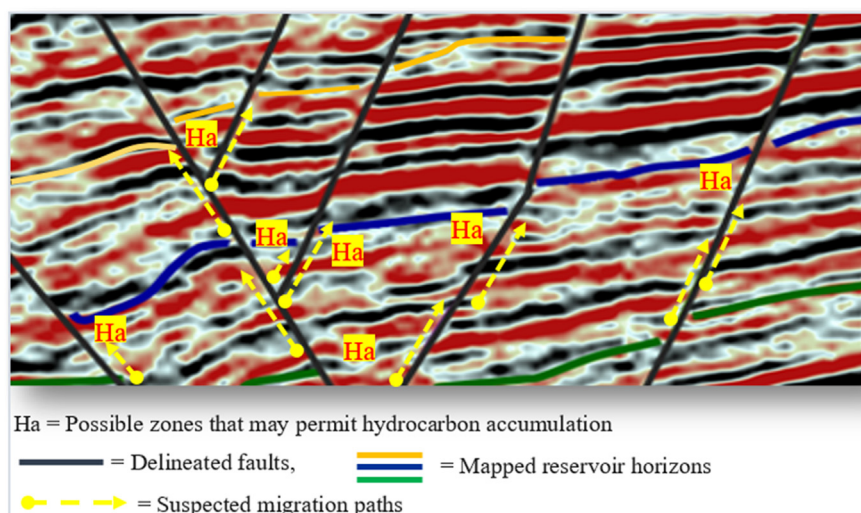 Ha
Ha
Ha
Ha
Ha
Ha
Ha
Ha = Possible zones that may permit hydrocarbon accumulation
= Delineated faults,
= Mapped reservoir horizons
= Suspected migration paths